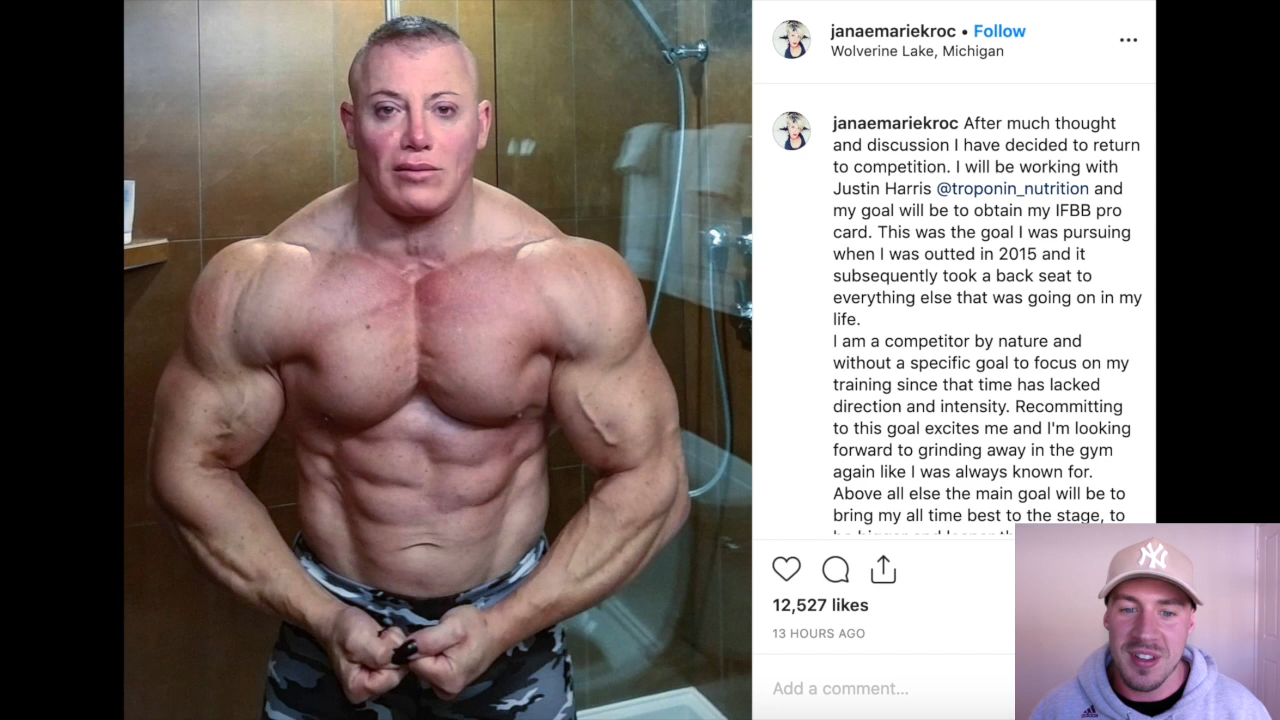 janaemariekroc • Follow
Wolverine Lake, Michigan
janaemariekroc After much thought
and discussion I have decided to return
to competition. I will be working with
Justin Harris @troponin_nutrition and
my goal will be to obtain my IFBB pro
card. This was the goal I was pursuing
when I was outted in 2015 and it
subsequently took a back seat to
everything else that was going on in my
life.
I am a competitor by nature and
without a specific goal to focus on my
training since that time has lacked
direction and intensity. Recommitting
to this goal excites me and I'm looking
forward to grinding away in the gym
again like I was always known for.
Above all else the main goal will be to
bring my all time best to the stage, to
12,527 likes
13 HOURS AGO
Add a comment...
NY
adidas